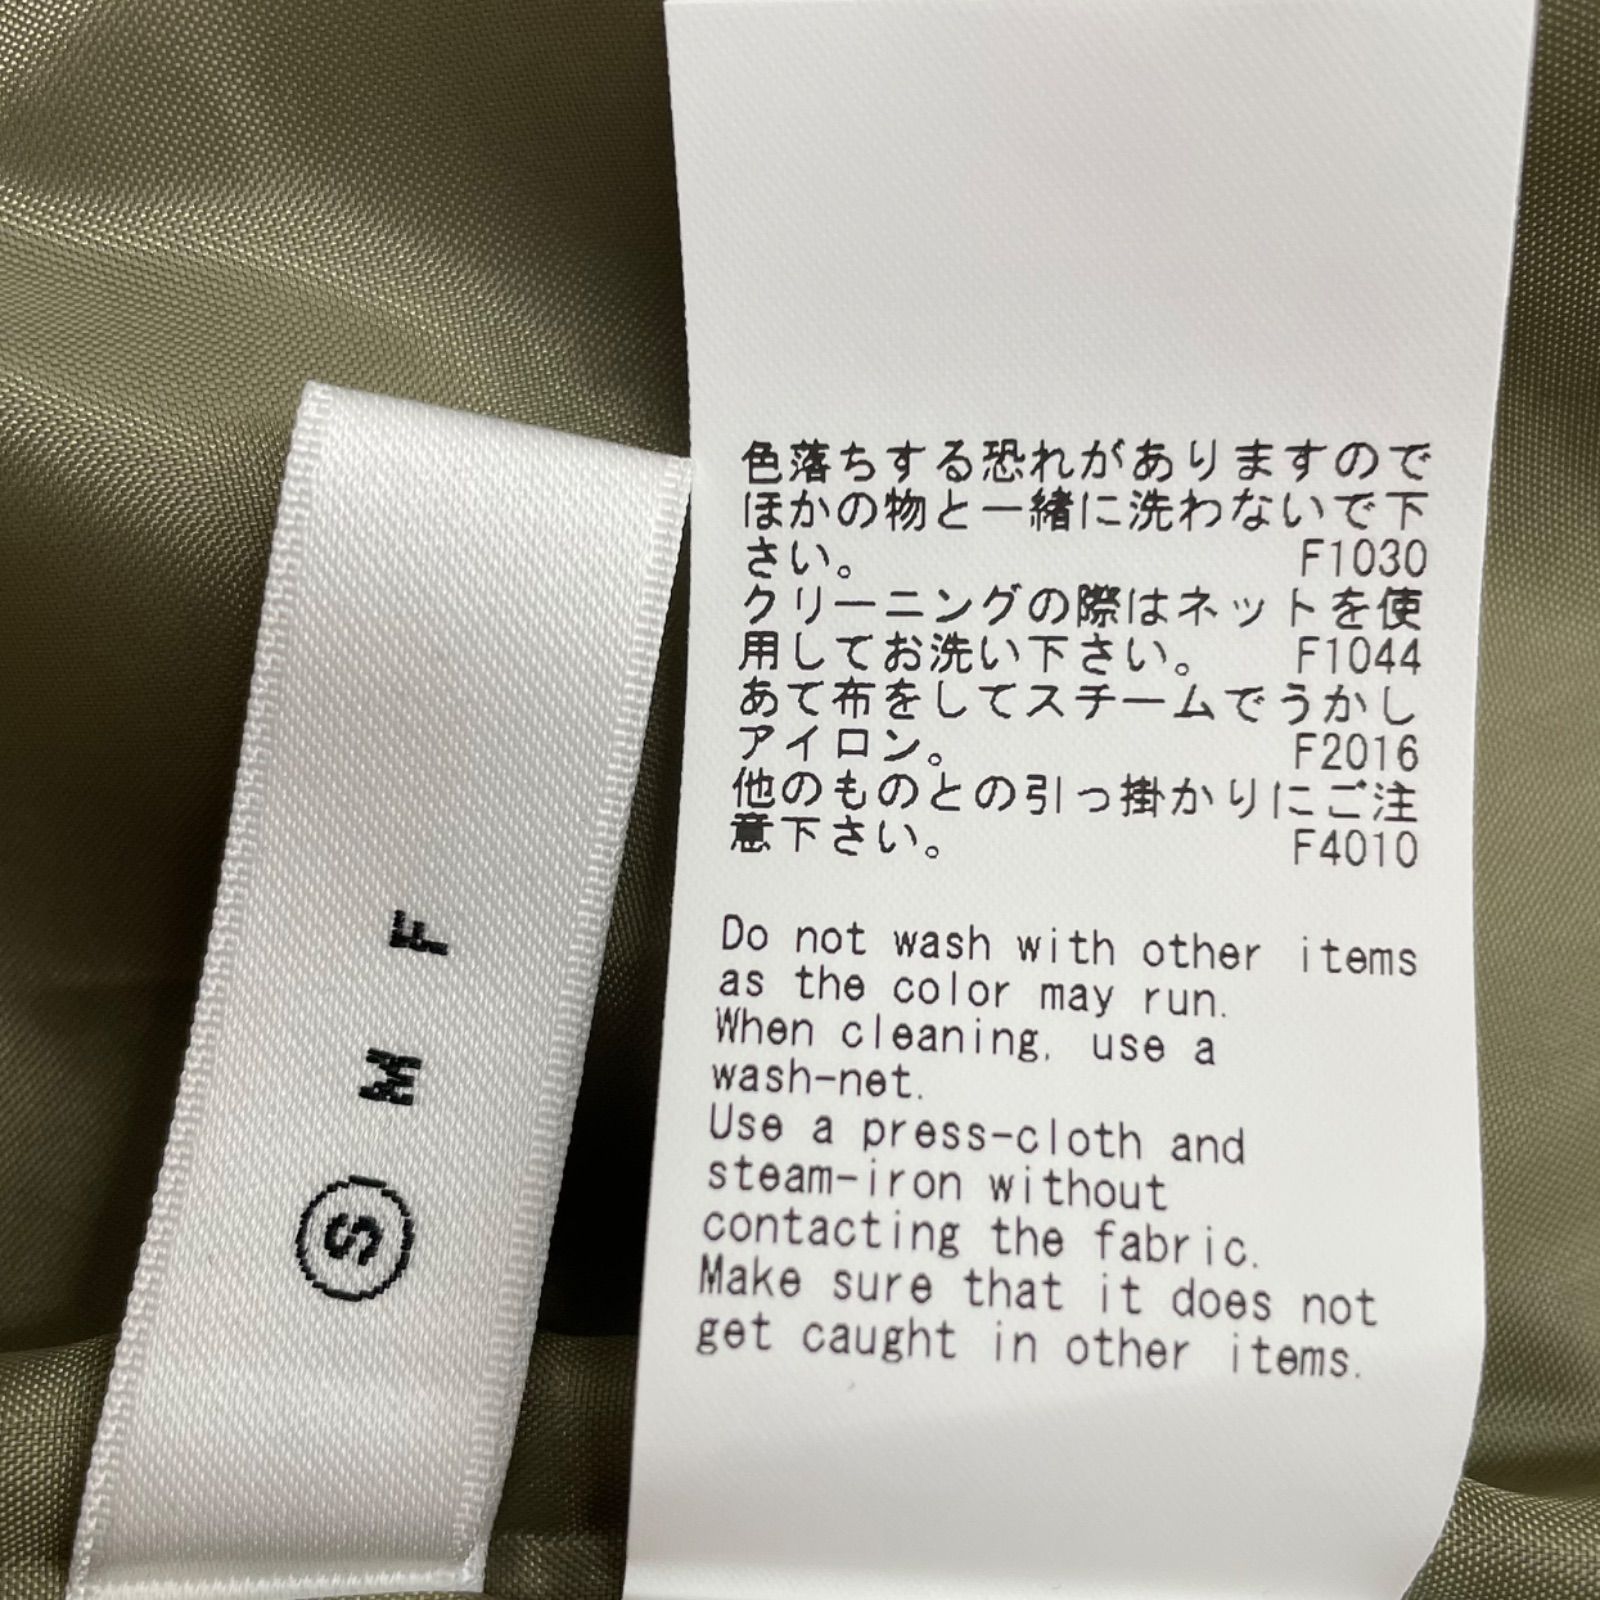 色落ちする恐れがありますので
ほかの物と一緒に洗わないで下
さい。 F1030
クリーニングの際はネットを使
用してお洗い下さい。 F1044
あて布をしてスチームでうかし
アイロン。 F2016
他のものとの引っ掛かりにご注
意下さい。 F4010
Do not wash with other items
as the color may run.
When cleaning, use a
wash-net.
Use a press-cloth and
steam-iron without
contacting the fabric.
Make sure that it does not
get caught in other items.
S M F